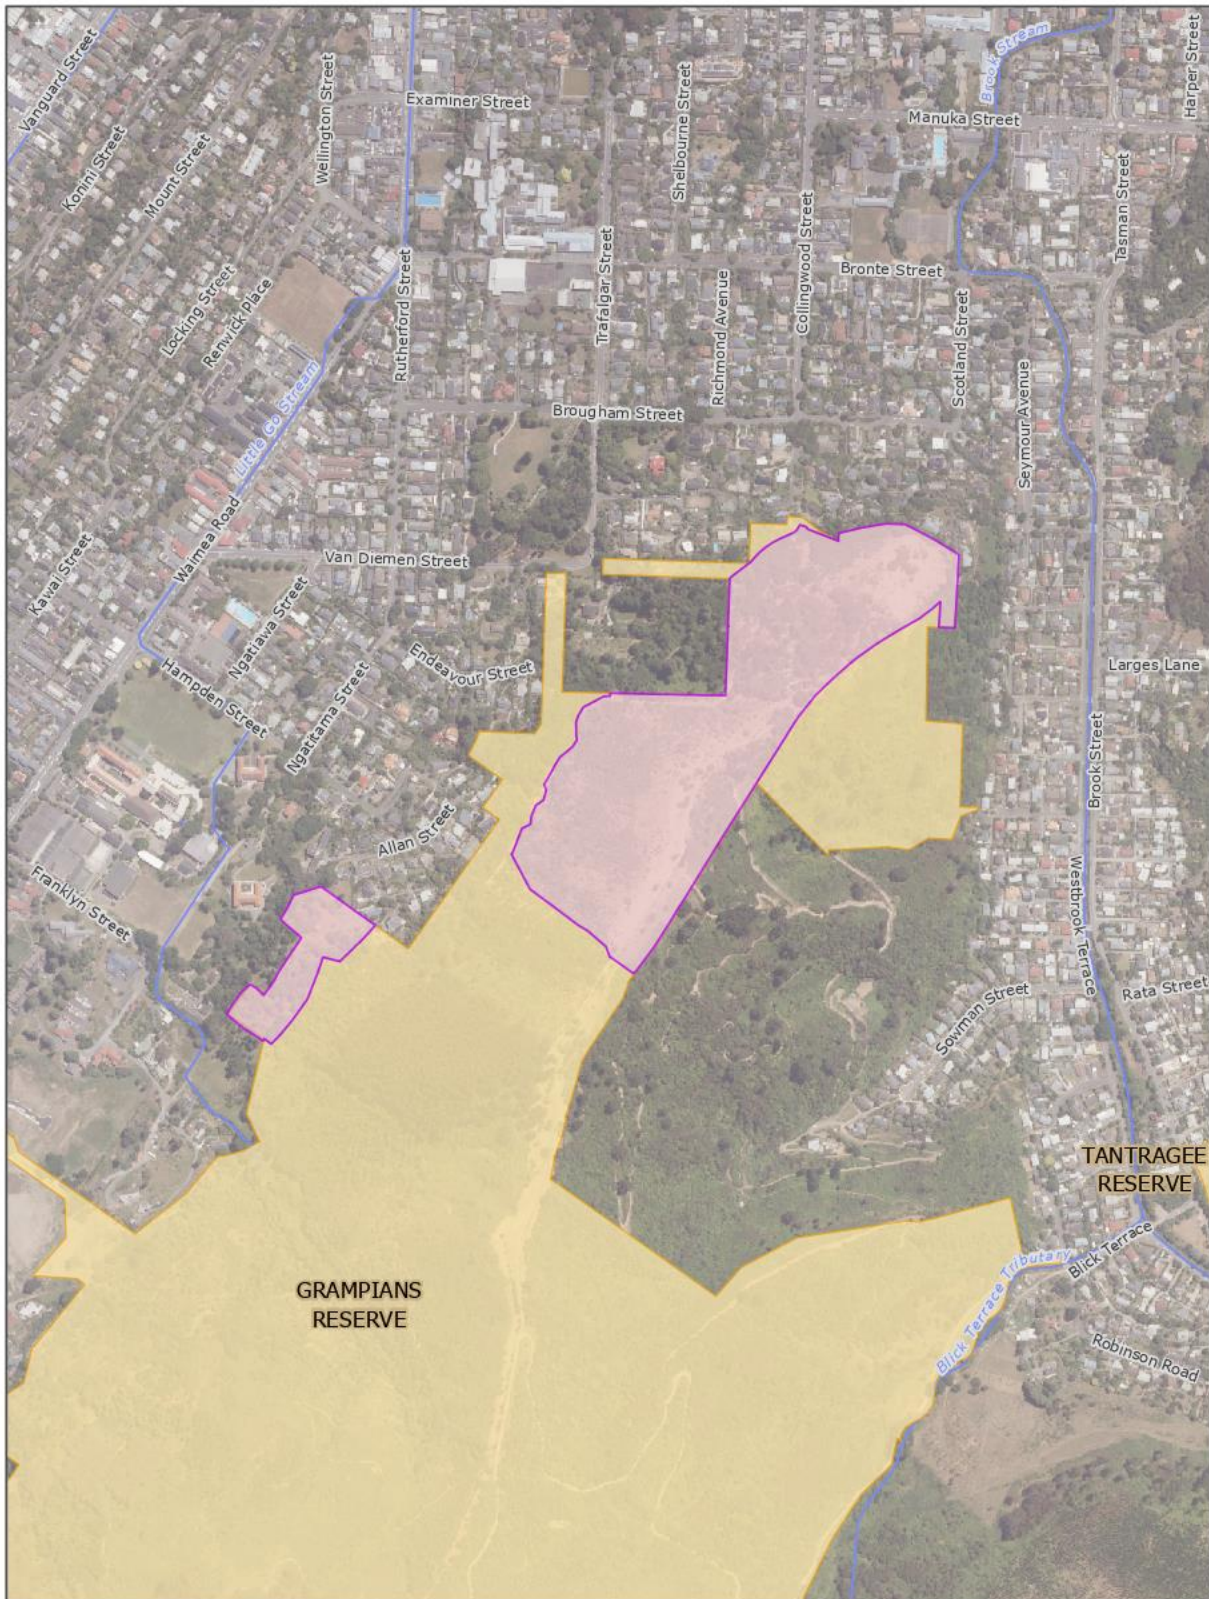 Vanguard Street
Konini Street
Mount Street
Wellington Street
Examiner Street
Shelbourne Street
Brook Stream
Manuka Street
Harper Street
Tasman Street
Locking Street
Renwick Place
Rutherford Street
Trafalgar Street
Richmond Avenue
Collingwood Street
Bronte Street
Scotland Street
Seymour Avenue
Little Go Stream
Brougham Street
Waimea Road
Kawai Street
Van Diemen Street
Ngatiawa Street
Hampden Street
Ngatitama Street
Endeavour Street
Larges Lane
Brook Street
Allan Street
Franklyn Street
Westbrook Terrace
Rata Street
Sowman Street
TANTRAGEE
RESERVE
GRAMPIANS
RESERVE
Blick Terrace Tributary
Blick Terrace
Robinson Road